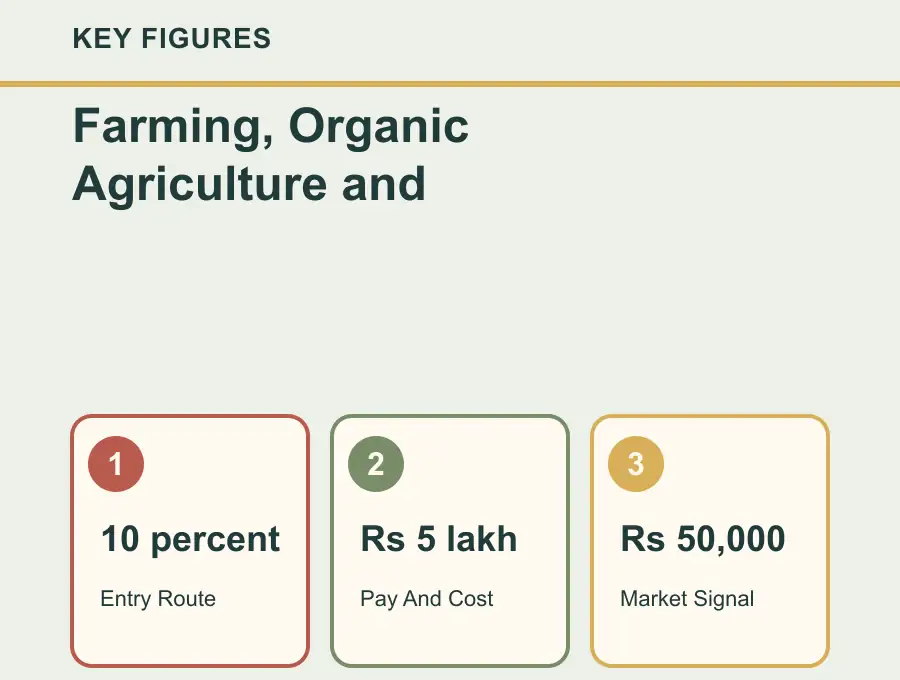 KEY FIGURES
Farming, Organic
Agriculture and
1
10 percent
Entry Route
2
Rs 5 lakh
Pay And Cost
3
Rs 50,000
Market Signal